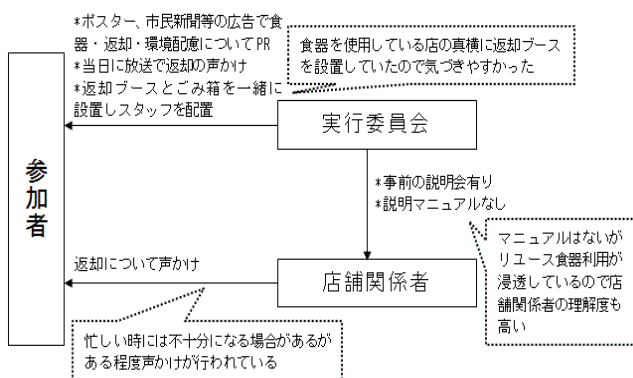 *ポスター、市民新聞等の広告で食
器・返却・環境配慮についてPR
*当日に放送で返却の声かけ
*返却ブースとごみ箱を一緒に
設置しスタッフを配置
食器を使用している店の真横に返却ブース
を設置していたので気づきやすかった
実行委員会
参加者
*事前の説明会有り
*説明マニュアルなし
マニュアルはないが
リユース食器利用が
浸透しているので店
舗関係者の理解度も
高い
返却について声かけ
店舗関係者
忙しい時には不十分になる場合があるが
ある程度声かけが行われている